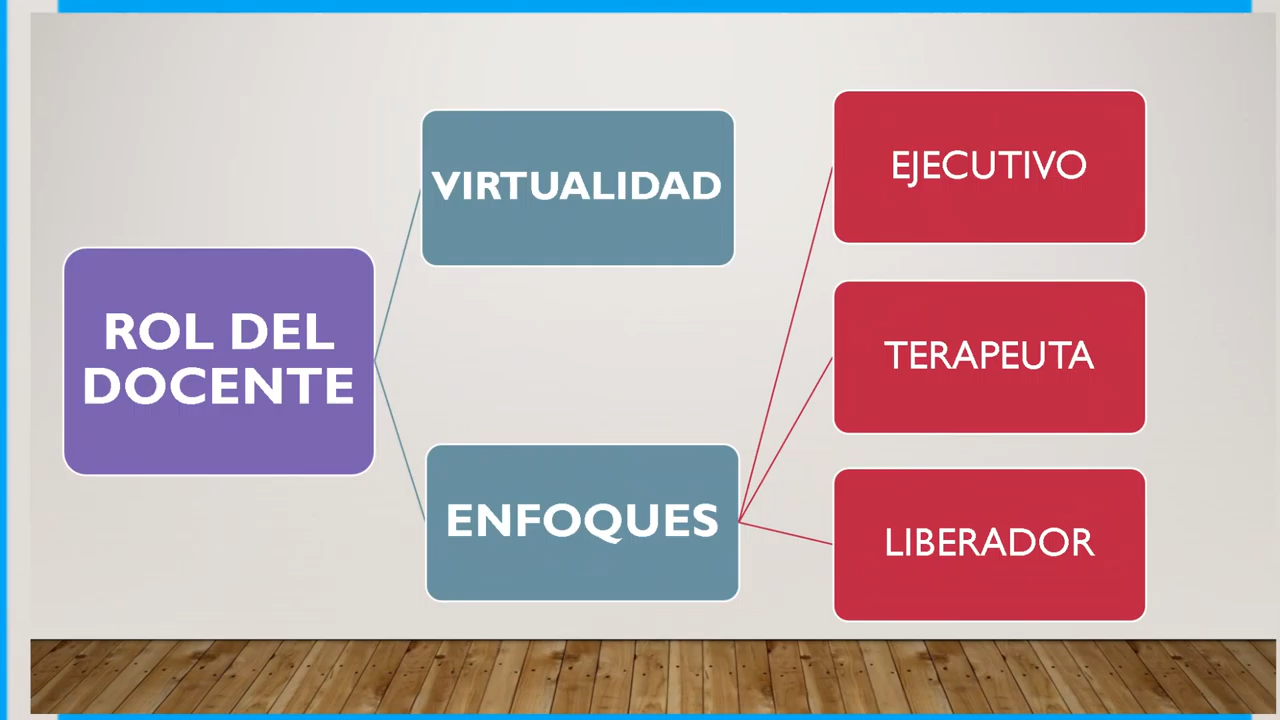 ROL DEL
DOCENTE
VIRTUALIDAD
ENFOQUES
EJECUTIVO
TERAPEUTA
LIBERADOR